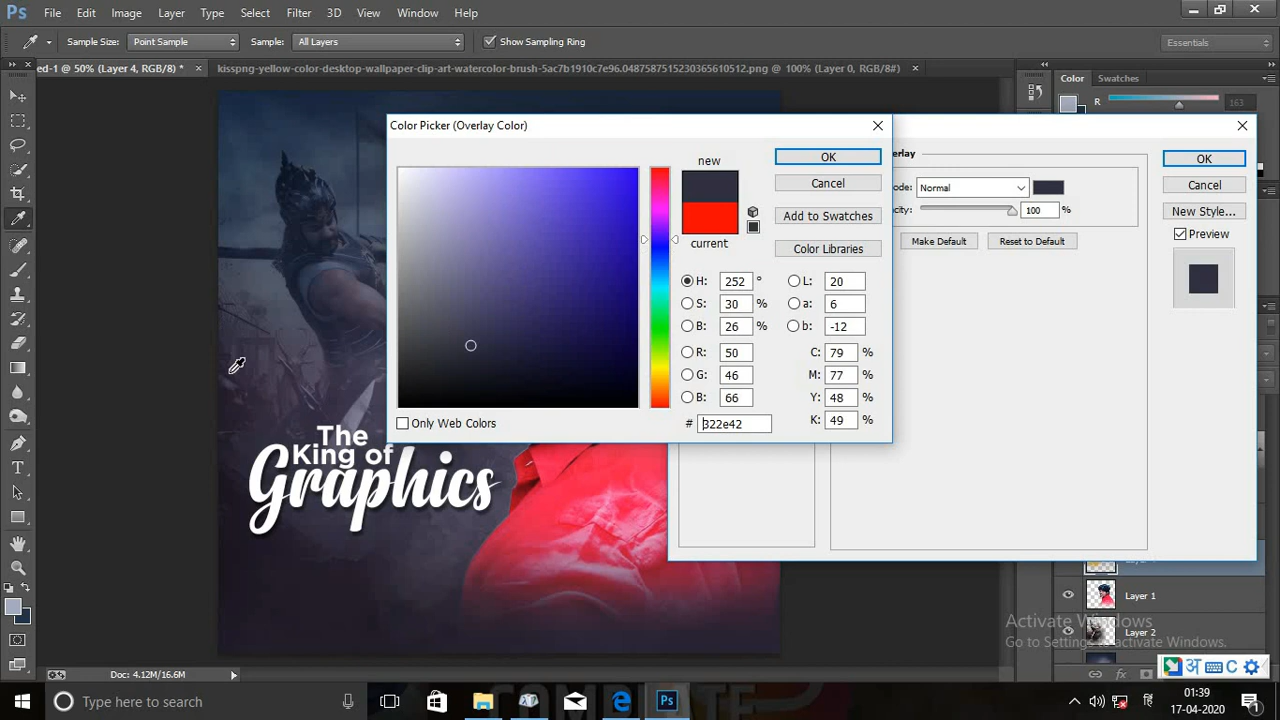 Ps File Edit Image Layer Type Select Filter 3D View Window Help
Sample Size: Point Sample Sample: All Layers Show Sampling Ring Essentials
ed-1 @ 50% (Layer 4, RGB/8) * × kisspng-yellow-color-desktop-wallpaper-clip-art-watercolor-brush-5ac7b1910c7e96.0487587515230365610512.png @ 100% (Layer 0, RGB/8#) ×
Color Swatches
R 163
Color Picker (Overlay Color)
new
current
OK
Cancel
Add to Swatches
Color Libraries
H: 252 °
S: 30 %
B: 26 %
R: 50
G: 46
B: 66
L: 20
a: 6
b: -12
C: 79 %
M: 77 %
Y: 48 %
K: 49 %
# 322e42
Only Web Colors
erlay
ode: Normal
city: 100 %
Make Default Reset to Default
OK
Cancel
New Style...
Preview
The
King of
Graphics
Layer 1
Layer 2
Activate Windows
Go to Settings to activate Windows.
50% Doc: 4.12M/16.6M
अ C
Type here to search
Ps
हि
01:39
17-04-2020
1